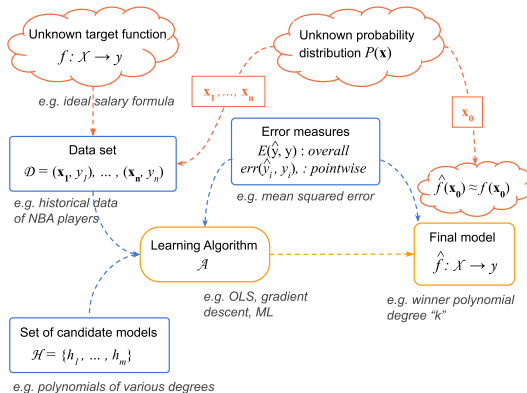 Unknown target function
f : 𝒳 → y
Unknown probability
distribution P(x)
x₁ , ... , xₙ
x₀
e.g. ideal salary formula
Data set
𝒟 = (x₁, y₁), ... , (xₙ, yₙ)
e.g. historical data
of NBA players
Error measures
E(ŷ, y) : overall
err(ŷᵢ , yᵢ), : pointwise
e.g. mean squared error
f̂(x₀) ≈ f(x₀)
Learning Algorithm
𝒜
e.g. OLS, gradient
descent, ML
Final model
f̂ : 𝒳 → y
e.g. winner polynomial
degree “k”
Set of candidate models
ℋ = {h₁ , ... , hₘ}
e.g. polynomials of various degrees